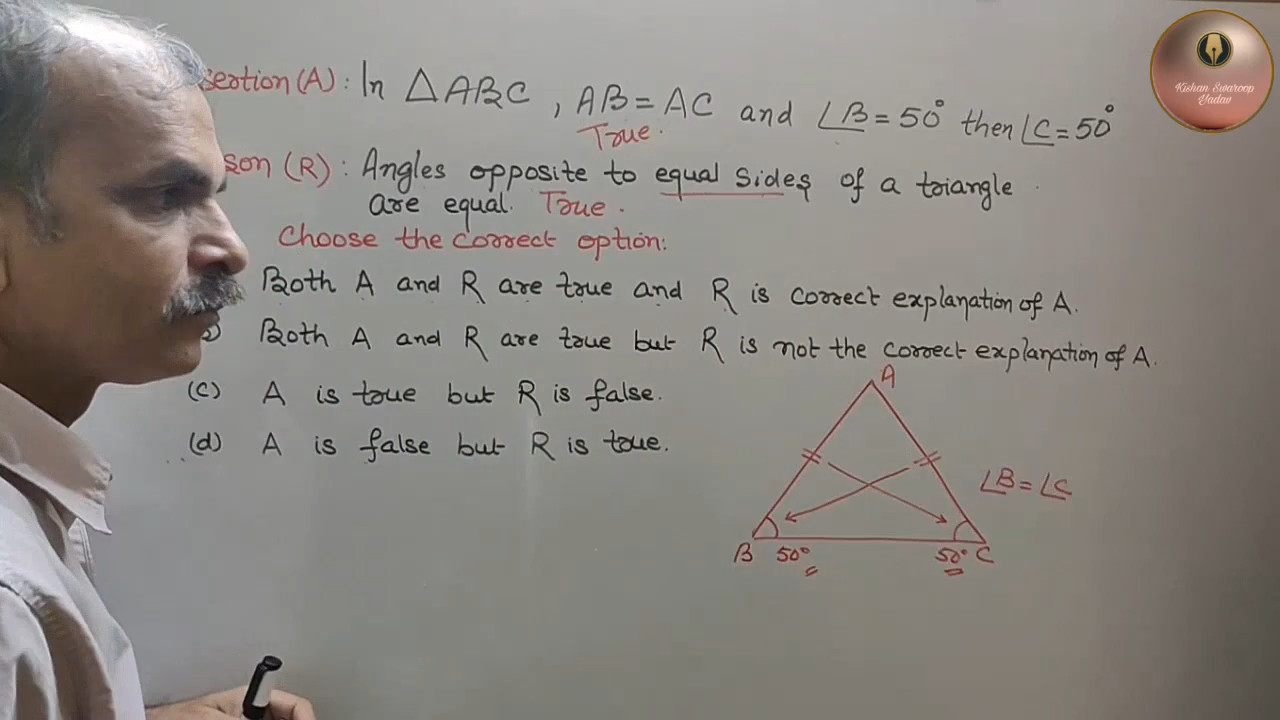 sertion (A) : In △ABC , AB = AC and ∠B = 50° then ∠C = 50°
True.
son (R) : Angles opposite to equal sides of a triangle
are equal. True.
Choose the correct option:
Both A and R are true and R is correct explanation of A.
Both A and R are true but R is not the correct explanation of A.
(c) A is true but R is false.
(d) A is false but R is true.
A
∠B = ∠C
B 50° 50° C
Kishan Swaroop
Yadav